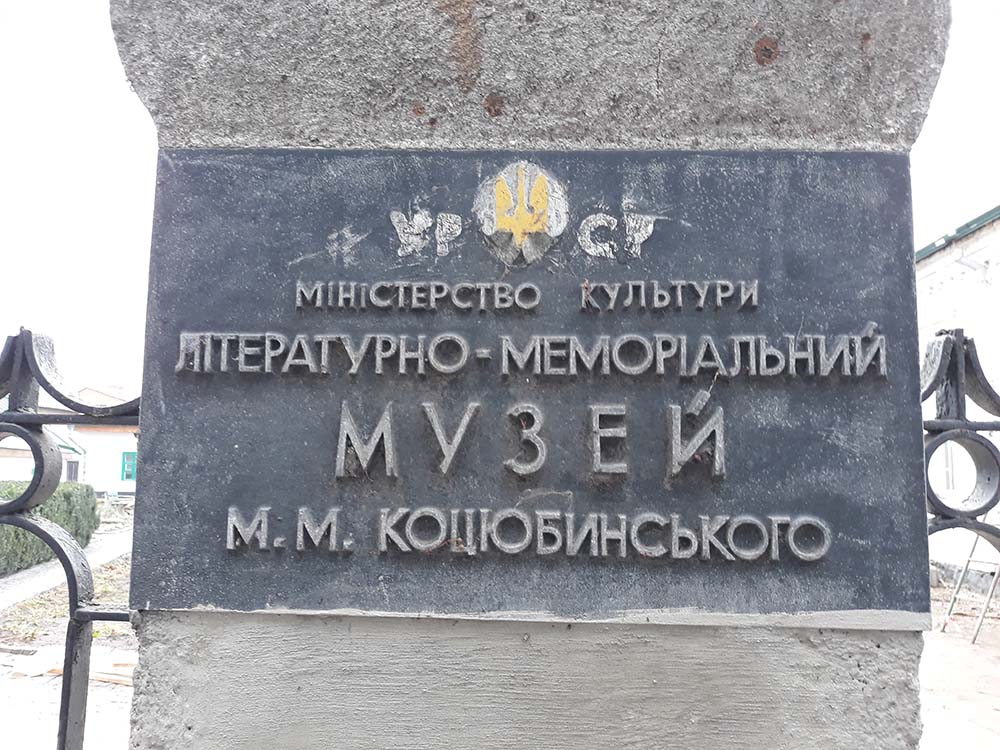 УР СР
МІНІСТЕРСТВО КУЛЬТУРИ
ЛІТЕРАТУРНО-МЕМОРІАЛЬНИЙ
МУЗЕЙ
М. М. КОЦЮБИНСЬКОГО